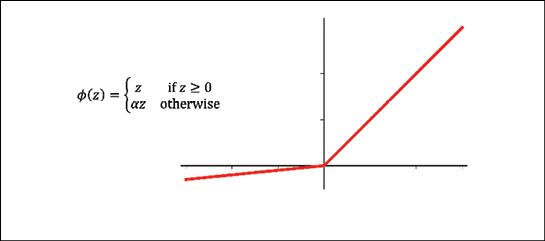 ϕ(z) = { z if z ≥ 0
αz otherwise